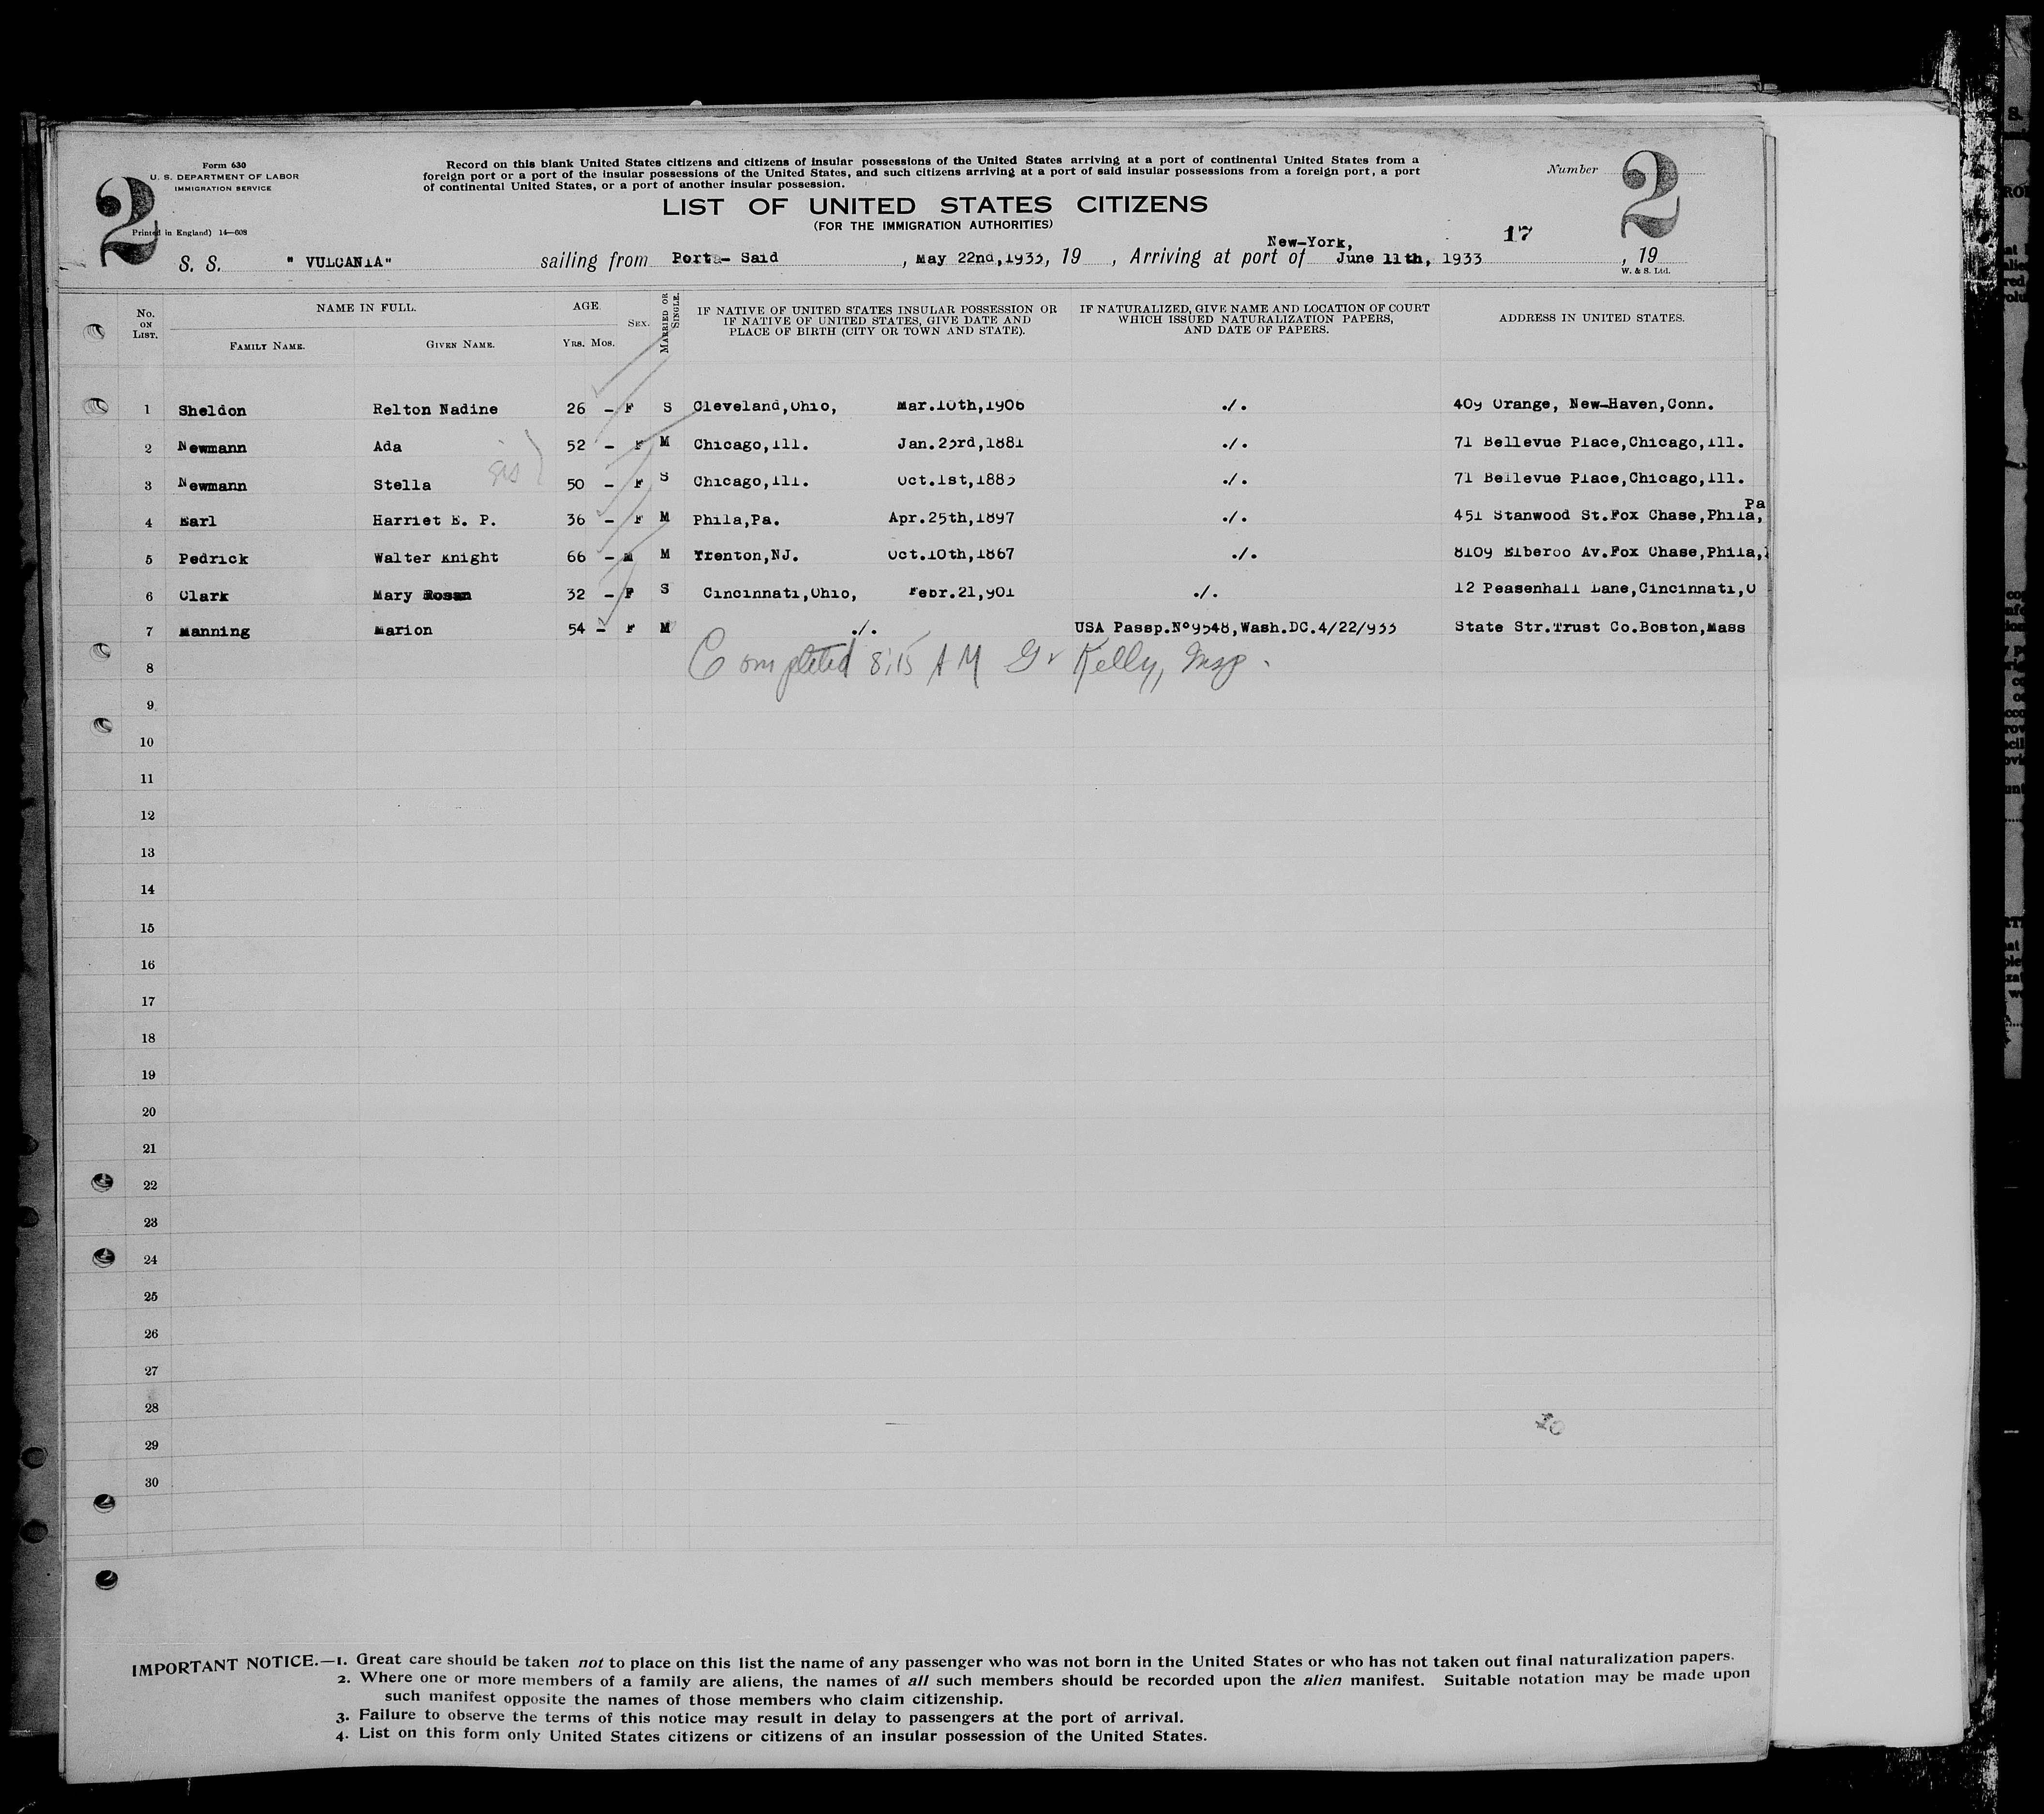 Form 630
U. S. DEPARTMENT OF LABOR
IMMIGRATION SERVICE
2
Printed in England) 14—608
Record on this blank United States citizens and citizens of insular possessions of the United States arriving at a port of continental United States from a
foreign port or a port of the insular possessions of the United States, and such citizens arriving at a port of said insular possessions from a foreign port, a port
of continental United States, or a port of another insular possession.
Number 2
LIST OF UNITED STATES CITIZENS
(FOR THE IMMIGRATION AUTHORITIES)
17
New-York,
S. S. " VULCANIA" sailing from Port - Said , May 22nd,1933, 19 , Arriving at port of June 11th, 1933 , 19
W. & S. Ltd.
No. ON LIST. NAME IN FULL. AGE. SEX. MARRIED OR SINGLE. IF NATIVE OF UNITED STATES INSULAR POSSESSION OR IF NATIVE OF UNITED STATES, GIVE DATE AND PLACE OF BIRTH (CITY OR TOWN AND STATE). IF NATURALIZED, GIVE NAME AND LOCATION OF COURT WHICH ISSUED NATURALIZATION PAPERS, AND DATE OF PAPERS. ADDRESS IN UNITED STATES.
FAMILY NAME. GIVEN NAME. YRS. MOS.
1 Sheldon Relton Nadine 26 – F S Cleveland,Ohio, Mar.10th,1906 ./. 409 Orange, New-Haven,Conn.
2 Newmann Ada 52 – F M Chicago,Ill. Jan.23rd,1881 ./. 71 Bellevue Place,Chicago,Ill.
sis
3 Newmann Stella 50 – F S Chicago,Ill. Oct.1st,1883 ./. 71 Bellevue Place,Chicago,Ill.
Pa
4 Earl Harriet E. P. 36 – F M Phila,Pa. Apr.25th,1897 ./. 451 Stanwood St.Fox Chase,Phila,
5 Pedrick Walter Knight 66 – M M Trenton,NJ. Oct.10th,1867 ./. 8109 Elberoo Av.Fox Chase,Phila,
6 Clark Mary 32 – F S Cincinnati,Ohio, Febr.21,901 ./. 12 Peasenhall Lane,Cincinnati,O
7 Manning Marion 54 – F M ./. USA Passp.Nº9548,Wash.DC.4/22/933 State Str.Trust Co.Boston,Mass
8 Completed 8:15 AM Kelly, Insp.
9
10
11
12
13
14
15
16
17
18
19
20
21
22
23
24
25
26
27
28
29
30
IMPORTANT NOTICE.—1. Great care should be taken not to place on this list the name of any passenger who was not born in the United States or who has not taken out final naturalization papers.
2. Where one or more members of a family are aliens, the names of all such members should be recorded upon the alien manifest. Suitable notation may be made upon
such manifest opposite the names of those members who claim citizenship.
3. Failure to observe the terms of this notice may result in delay to passengers at the port of arrival.
4. List on this form only United States citizens or citizens of an insular possession of the United States.